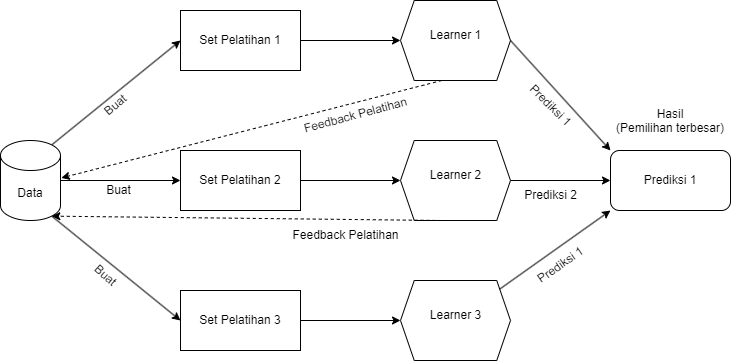 Set Pelatihan 1
Learner 1
Buat
Prediksi 1
Feedback Pelatihan
Hasil
(Pemilihan terbesar)
Data
Buat
Set Pelatihan 2
Learner 2
Prediksi 2
Prediksi 1
Feedback Pelatihan
Buat
Prediksi 1
Set Pelatihan 3
Learner 3